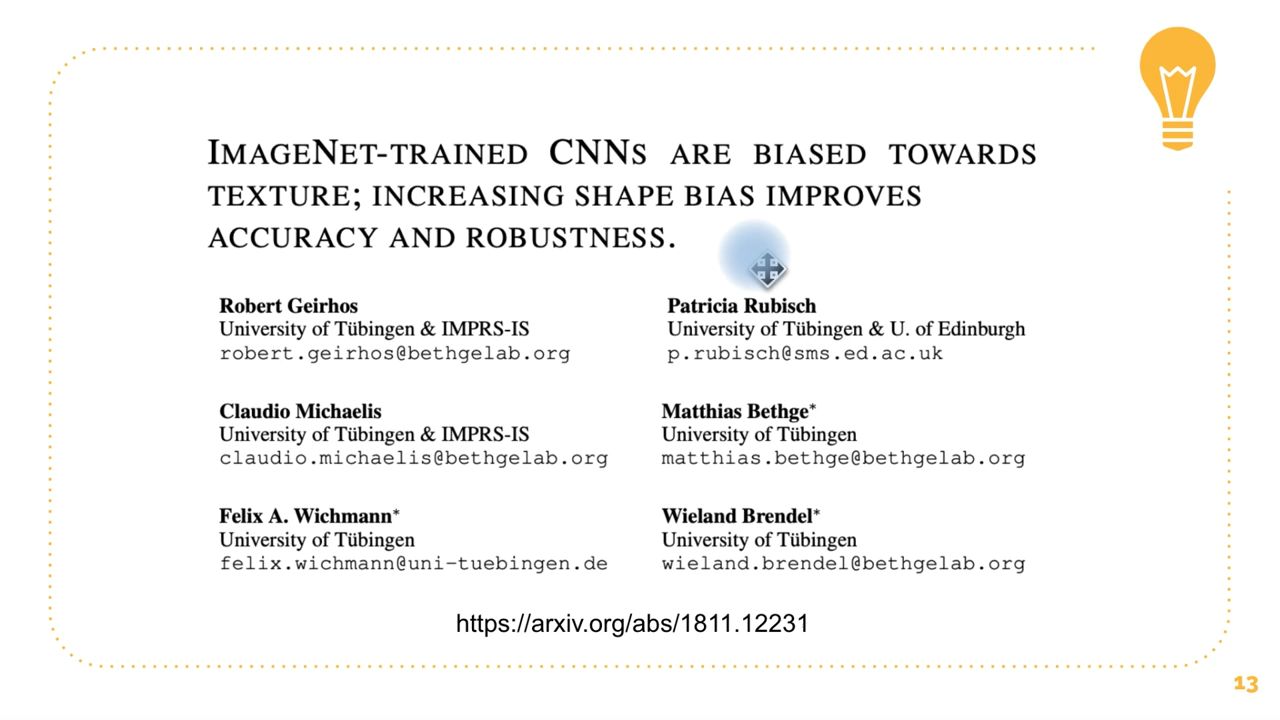 IMAGENET-TRAINED CNNS ARE BIASED TOWARDS
TEXTURE; INCREASING SHAPE BIAS IMPROVES
ACCURACY AND ROBUSTNESS.
Robert Geirhos
University of Tübingen & IMPRS-IS
robert.geirhos@bethgelab.org
Patricia Rubisch
University of Tübingen & U. of Edinburgh
p.rubisch@sms.ed.ac.uk
Claudio Michaelis
University of Tübingen & IMPRS-IS
claudio.michaelis@bethgelab.org
Matthias Bethge*
University of Tübingen
matthias.bethge@bethgelab.org
Felix A. Wichmann*
University of Tübingen
felix.wichmann@uni-tuebingen.de
Wieland Brendel*
University of Tübingen
wieland.brendel@bethgelab.org
https://arxiv.org/abs/1811.12231
13